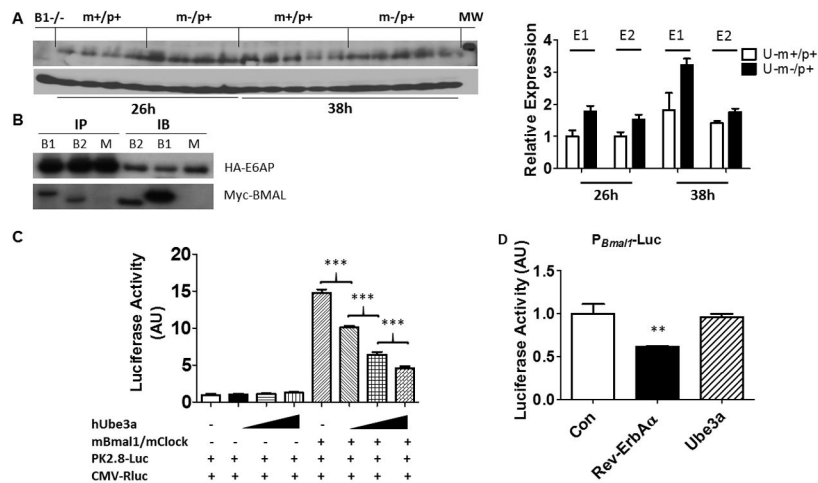 A
B1-/- m+/p+ m-/p+ m+/p+ m-/p+ MW
26h 38h
E1 E2 E1 E2
U-m+/p+
U-m-/p+
Relative Expression
4
3
2
1
0
26h 38h
B
IP IB
B1 B2 M B2 B1 M
HA-E6AP
Myc-BMAL
C
Luciferase Activity (AU)
20
15
10
5
0
*** *** ***
hUbe3a - -
mBmal1/mClock - - - - + + + +
PK2.8-Luc + + + + + + + +
CMV-Rluc + + + + + + + +
D
P Bmal1-Luc
Luciferase Activity (AU)
1.5
1.0
0.5
0.0
**
Con Rev-ErbAα Ube3a